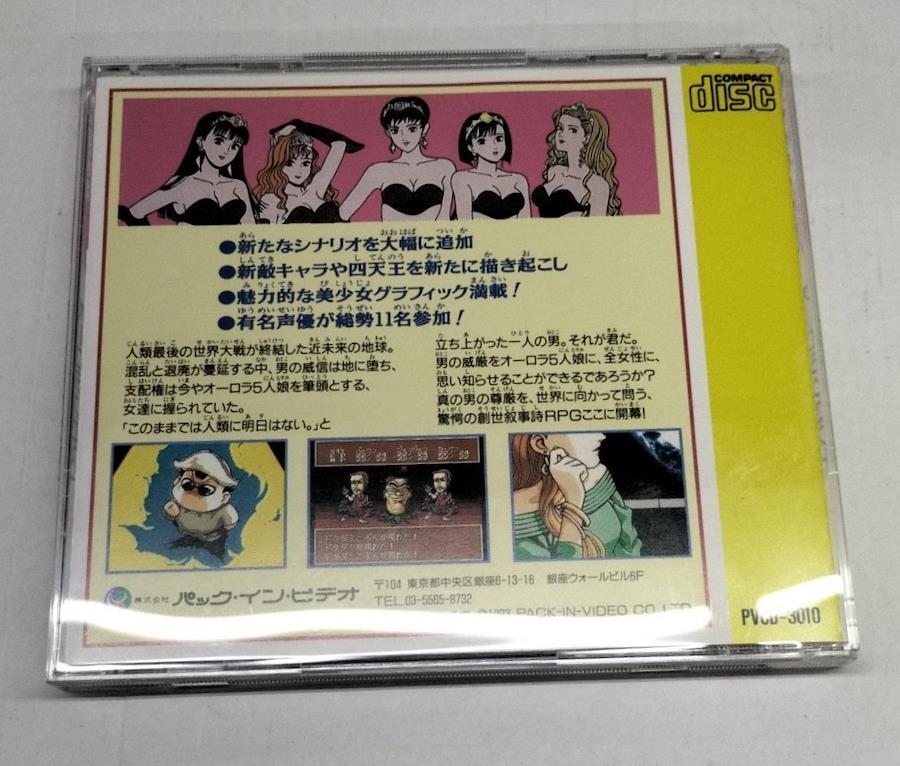 COMPACT
disc
●新たなシナリオを大幅に追加
●新敵キャラや四天王を新たに描き起こし
●魅力的な美少女グラフィック満載!
●有名声優が総勢11名参加!
人類最後の世界大戦が終結した近未来の地球。
混乱と退廃が蔓延する中、男の威信は地に堕ち、
支配権は今やオーロラ5人娘を筆頭とする、
女達に握られていた。
「このままでは人類に明日はない。」と
立ち上がった一人の男。それが君だ。
男の威厳をオーロラ5人娘に、全女性に、
思い知らせることができるであろうか?
真の男の尊厳を、世界に向かって問う、
驚愕の創世叙事詩RPGここに開幕!
株式会社 パック・イン・ビデオ
〒104 東京都中央区銀座6-13-16 銀座ウォールビル6F
TEL.03-5565-8732
©1993 PACK-IN-VIDEO CO.,LTD.
PVCD-3010